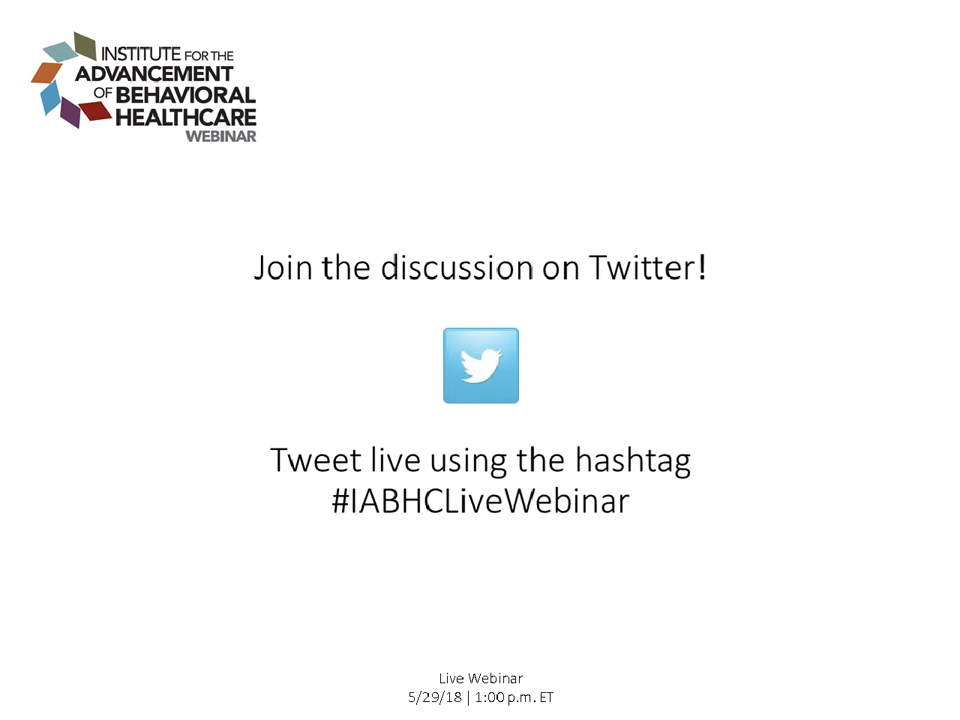 INSTITUTE FOR THE
ADVANCEMENT
OF BEHAVIORAL
HEALTHCARE
WEBINAR
Join the discussion on Twitter!
Tweet live using the hashtag
#IABHCLiveWebinar
Live Webinar
5/29/18 | 1:00 p.m. ET